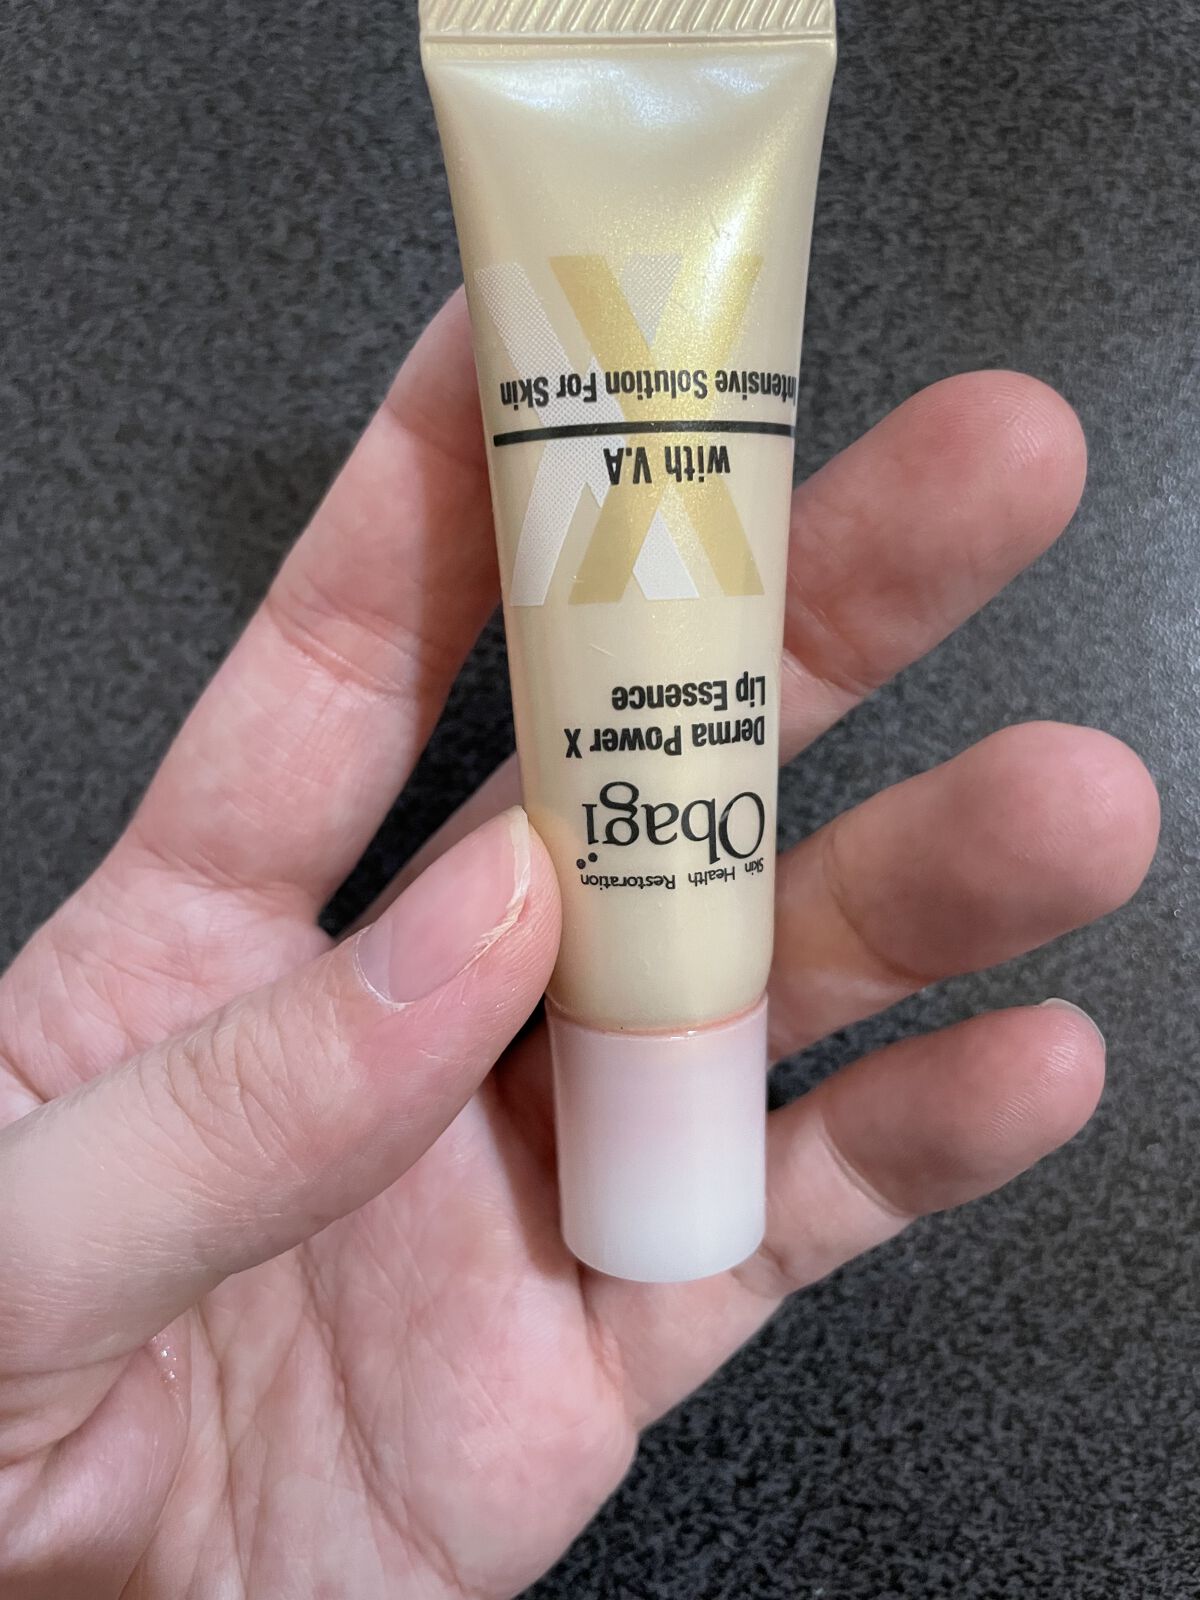 Skin Health Restoration
Obagi
Derma Power X
Lip Essence
with V.A
Intensive Solution For Skin